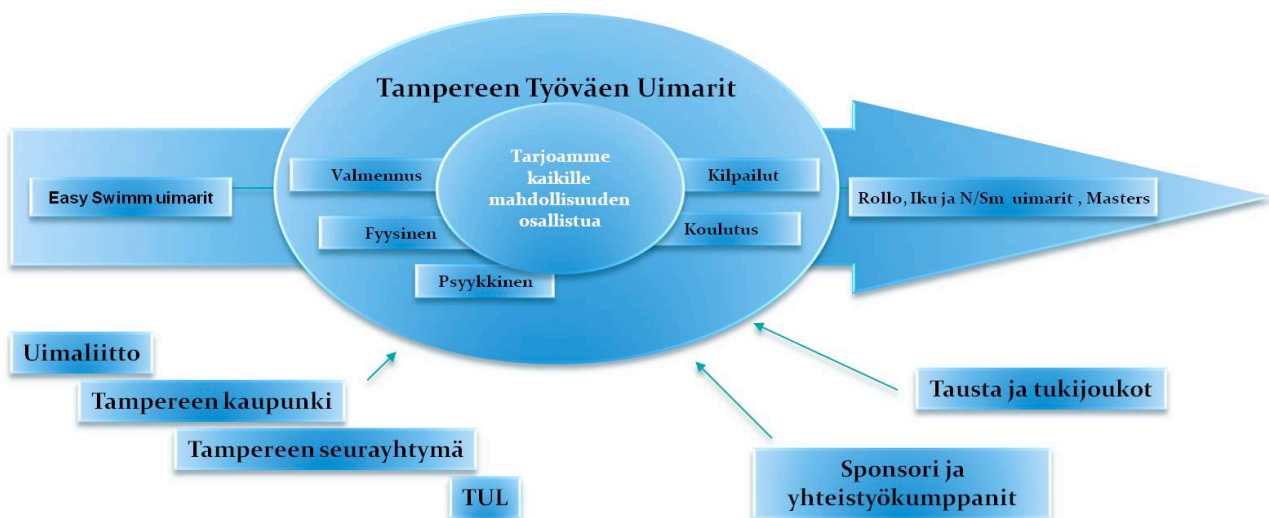 Tampereen Työväen Uimarit
Tarjoamme
kaikille
mahdollisuuden
osallistua
Valmennus
Kilpailut
Easy Swimm uimarit
Rollo, Iku ja N/Sm uimarit , Masters
Fyysinen
Koulutus
Psyykkinen
Uimaliitto
Tampereen kaupunki
Tampereen seurayhtymä
TUL
Tausta ja tukijoukot
Sponsori ja
yhteistyökumppanit